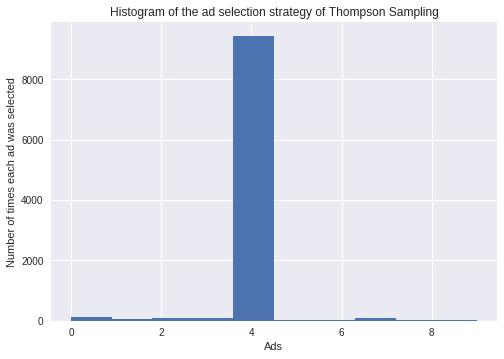 Histogram of the ad selection strategy of Thompson Sampling
Number of times each ad was selected
8000
6000
4000
2000
0
0 2 4 6 8
Ads